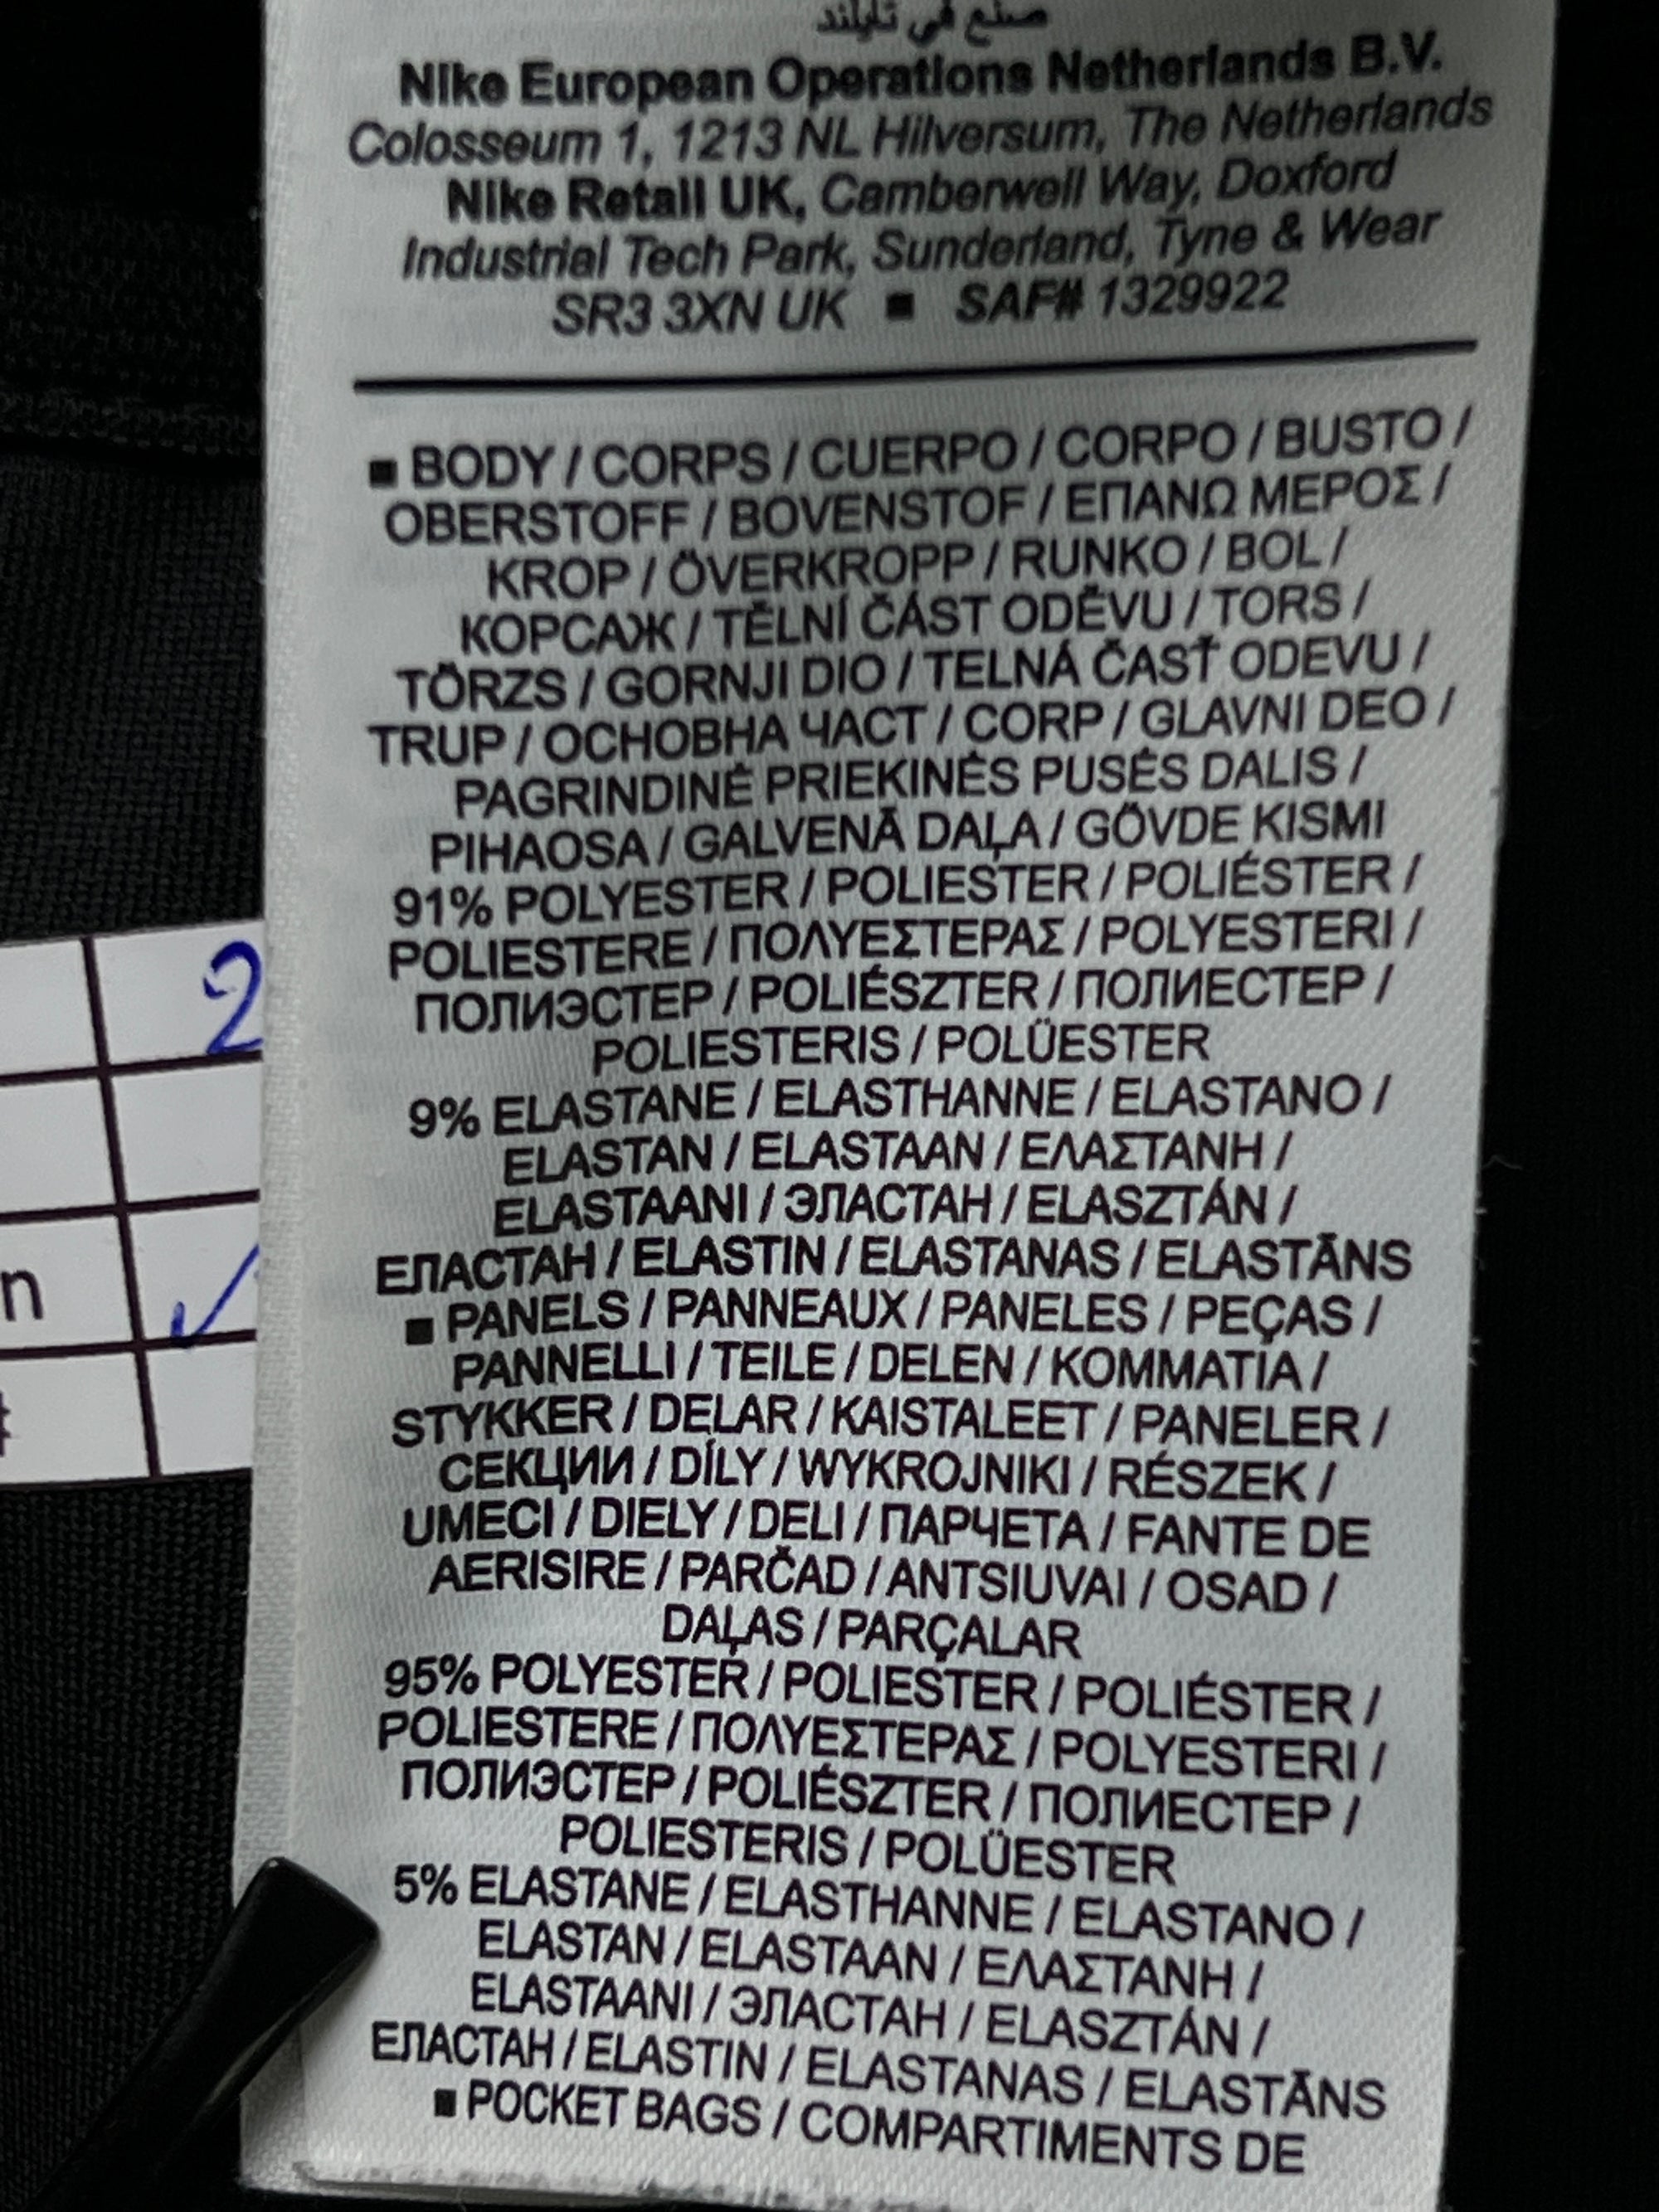 صنع في تايلند
Nike European Operations Netherlands B.V.
Colosseum 1, 1213 NL Hilversum, The Netherlands
Nike Retail UK, Camberwell Way, Doxford
Industrial Tech Park, Sunderland, Tyne & Wear
SR3 3XN UK ■ SAF# 1329922
■ BODY / CORPS / CUERPO / CORPO / BUSTO /
OBERSTOFF / BOVENSTOF / ΕΠΑΝΩ ΜΕΡΟΣ /
KROP / ÖVERKROPP / RUNKO / BOL /
КОРСАЖ / TĚLNÍ ČÁST ODĚVU / TORS /
TÖRZS / GORNJI DIO / TELNÁ ČASŤ ODEVU /
TRUP / ОСНОВНА ЧАСТ / CORP / GLAVNI DEO /
PAGRINDINĖ PRIEKINĖS PUSĖS DALIS /
PIHAOSA / GALVENĀ DAĻA / GÖVDE KISMI
91% POLYESTER / POLIESTER / POLIÉSTER /
POLIESTERE / ΠΟΛΥΕΣΤΕΡΑΣ / POLYESTERI /
ПОЛИЭСТЕР / POLIÉSZTER / ПОЛИЕСТЕР /
POLIESTERIS / POLÜESTER
9% ELASTANE / ELASTHANNE / ELASTANO /
ELASTAN / ELASTAAN / ΕΛΑΣΤΑΝΗ /
ELASTAANI / ЭЛАСТАН / ELASZTÁN /
ЕЛАСТАН / ELASTIN / ELASTANAS / ELASTĀNS
■ PANELS / PANNEAUX / PANELES / PEÇAS /
PANNELLI / TEILE / DELEN / ΚΟΜΜΑΤΙΑ /
STYKKER / DELAR / KAISTALEET / PANELER /
СЕКЦИИ / DÍLY / WYKROJNIKI / RÉSZEK /
UMECI / DIELY / DELI / ПАРЧЕТА / FANTE DE
AERISIRE / PARČAD / ANTSIUVAI / OSAD /
DAĻAS / PARÇALAR
95% POLYESTER / POLIESTER / POLIÉSTER /
POLIESTERE / ΠΟΛΥΕΣΤΕΡΑΣ / POLYESTERI /
ПОЛИЭСТЕР / POLIÉSZTER / ПОЛИЕСТЕР /
POLIESTERIS / POLÜESTER
5% ELASTANE / ELASTHANNE / ELASTANO /
ELASTAN / ELASTAAN / ΕΛΑΣΤΑΝΗ /
ELASTAANI / ЭЛАСТАН / ELASZTÁN /
ЕЛАСТАН / ELASTIN / ELASTANAS / ELASTĀNS
■ POCKET BAGS / COMPARTIMENTS DE
2
n